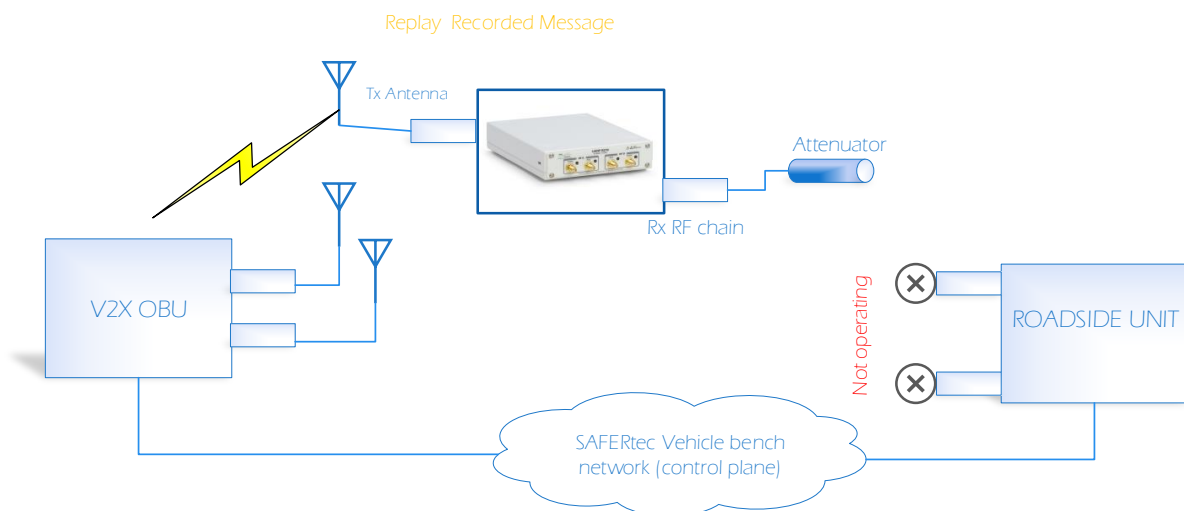 Replay Recorded Message
Tx Antenna
Attenuator
Rx RF chain
V2X OBU
Not operating
ROADSIDE UNIT
SAFERtec Vehicle bench
network (control plane)